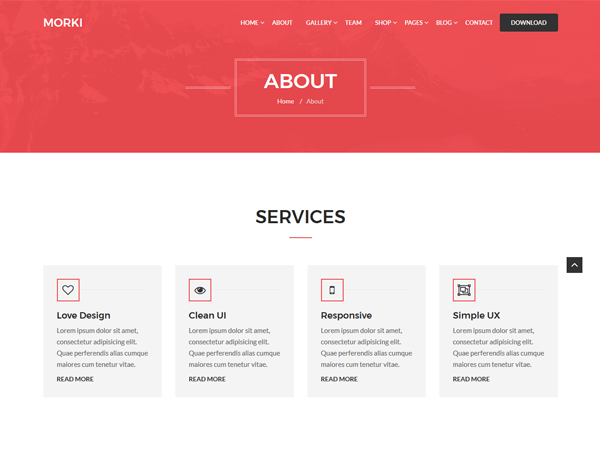 MORKI
HOME ABOUT GALLERY TEAM SHOP PAGES BLOG CONTACT DOWNLOAD
ABOUT
Home / About
SERVICES
Love Design
Lorem ipsum dolor sit amet,
consectetur adipisicing elit.
Quae perferendis alias cumque
maiores cum tenetur vitae.
READ MORE
Clean UI
Lorem ipsum dolor sit amet,
consectetur adipisicing elit.
Quae perferendis alias cumque
maiores cum tenetur vitae.
READ MORE
Responsive
Lorem ipsum dolor sit amet,
consectetur adipisicing elit.
Quae perferendis alias cumque
maiores cum tenetur vitae.
READ MORE
Simple UX
Lorem ipsum dolor sit amet,
consectetur adipisicing elit.
Quae perferendis alias cumque
maiores cum tenetur vitae.
READ MORE